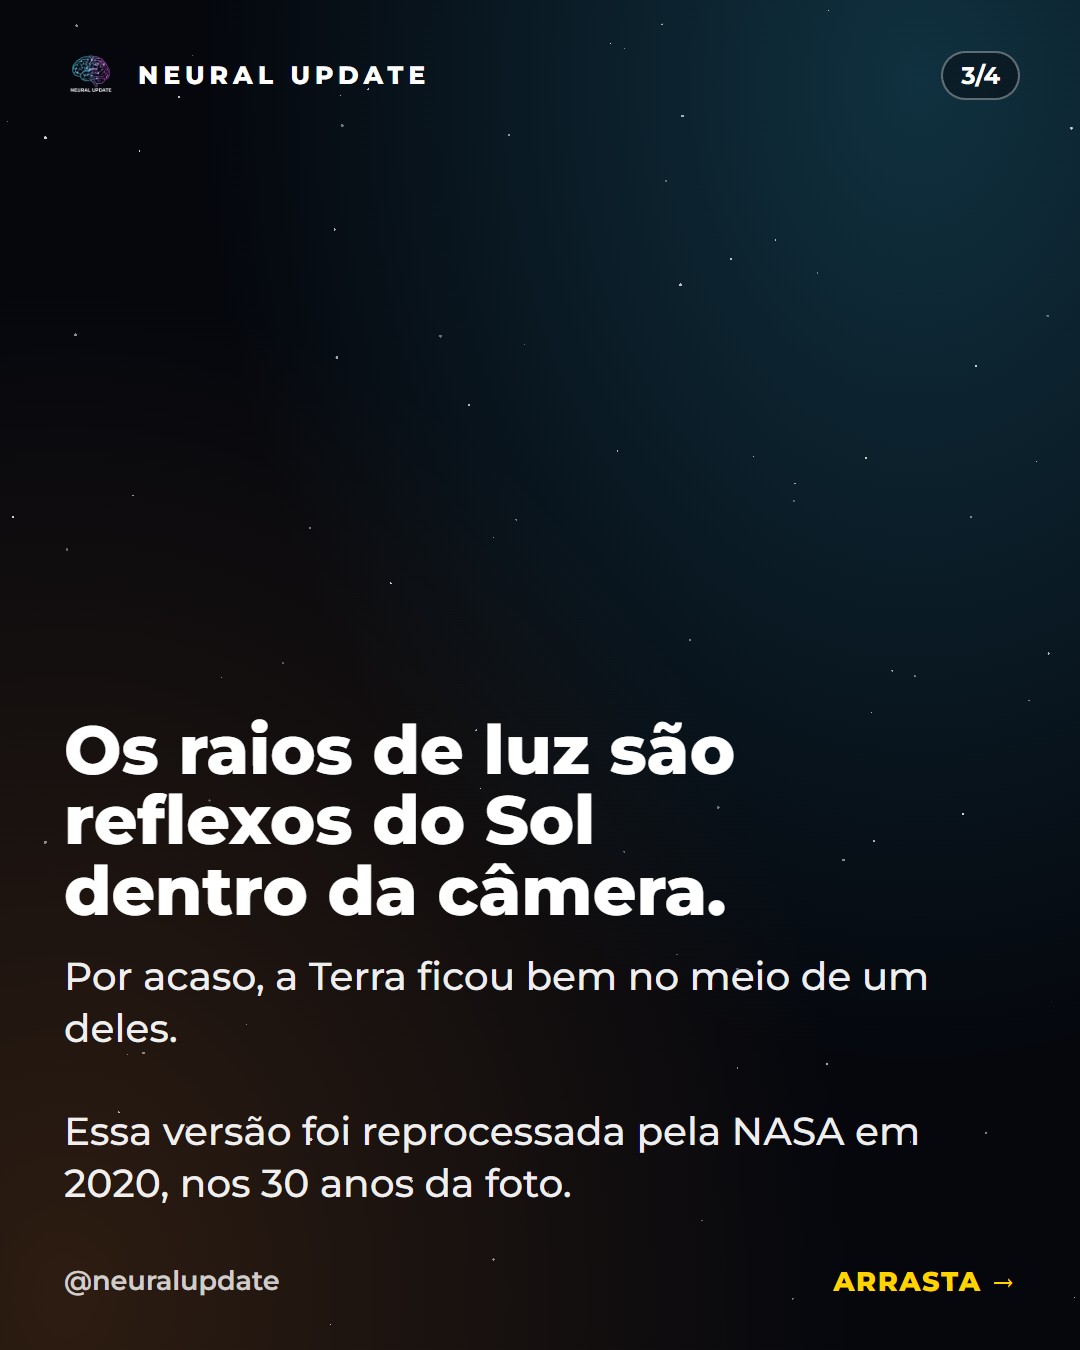 NEURAL UPDATE
NEURAL UPDATE
3/4
Os raios de luz são
reflexos do Sol
dentro da câmera.
Por acaso, a Terra ficou bem no meio de um
deles.
Essa versão foi reprocessada pela NASA em
2020, nos 30 anos da foto.
@neuralupdate
ARRASTA →